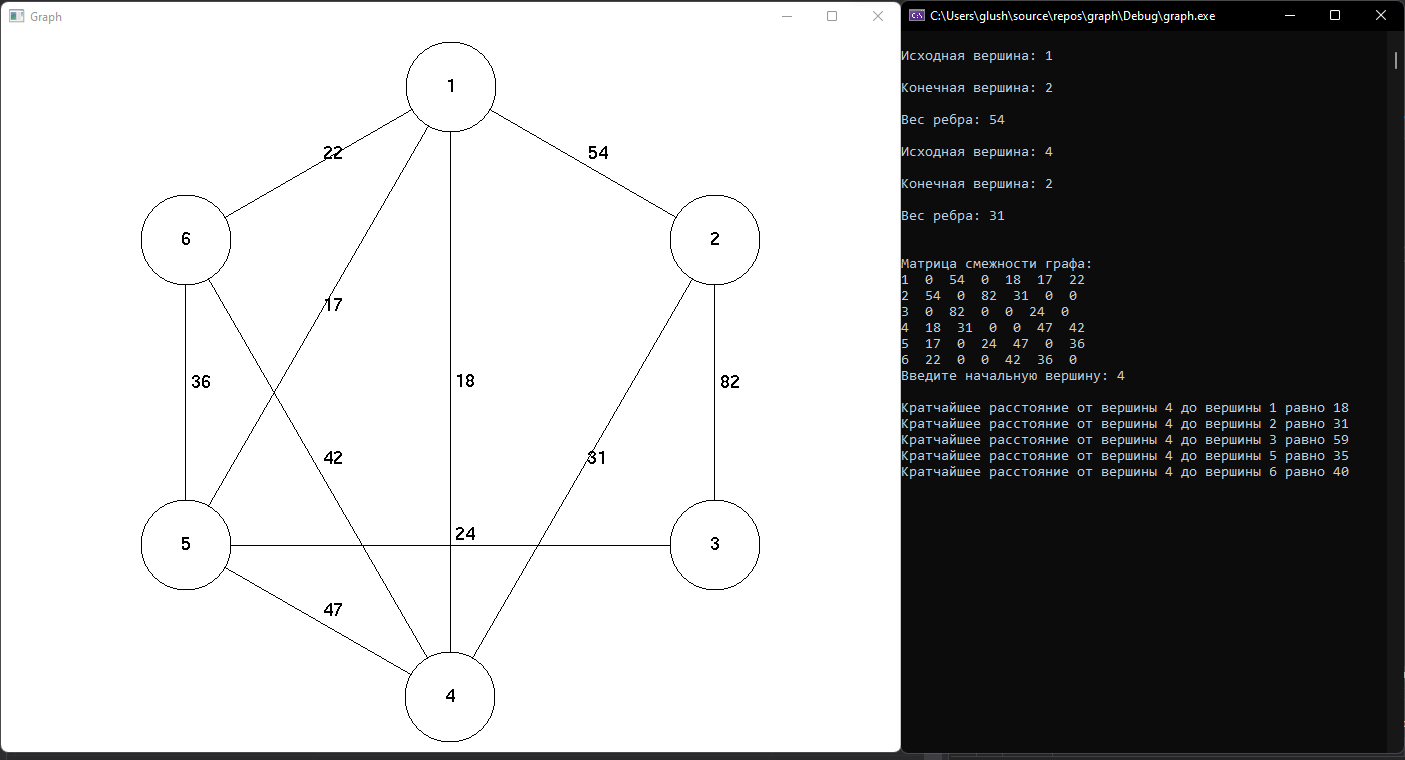 Graph
1
22
54
6
2
17
36
18
82
42
31
24
5
3
47
4
C:\Users\glush\source\repos\graph\Debug\graph.exe
Исходная вершина: 1
Конечная вершина: 2
Вес ребра: 54
Исходная вершина: 4
Конечная вершина: 2
Вес ребра: 31
Матрица смежности графа:
1  0  54  0  18  17  22
2  54  0  82  31  0  0
3  0  82  0  0  24  0
4  18  31  0  0  47  42
5  17  0  24  47  0  36
6  22  0  0  42  36  0
Введите начальную вершину: 4
Кратчайшее расстояние от вершины 4 до вершины 1 равно 18
Кратчайшее расстояние от вершины 4 до вершины 2 равно 31
Кратчайшее расстояние от вершины 4 до вершины 3 равно 59
Кратчайшее расстояние от вершины 4 до вершины 5 равно 35
Кратчайшее расстояние от вершины 4 до вершины 6 равно 40